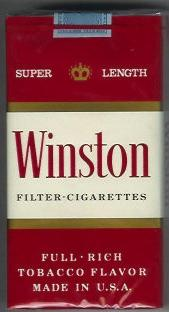 SUPER LENGTH
Winston
FILTER-CIGARETTES
FULL·RICH
TOBACCO FLAVOR
MADE IN U.S.A.